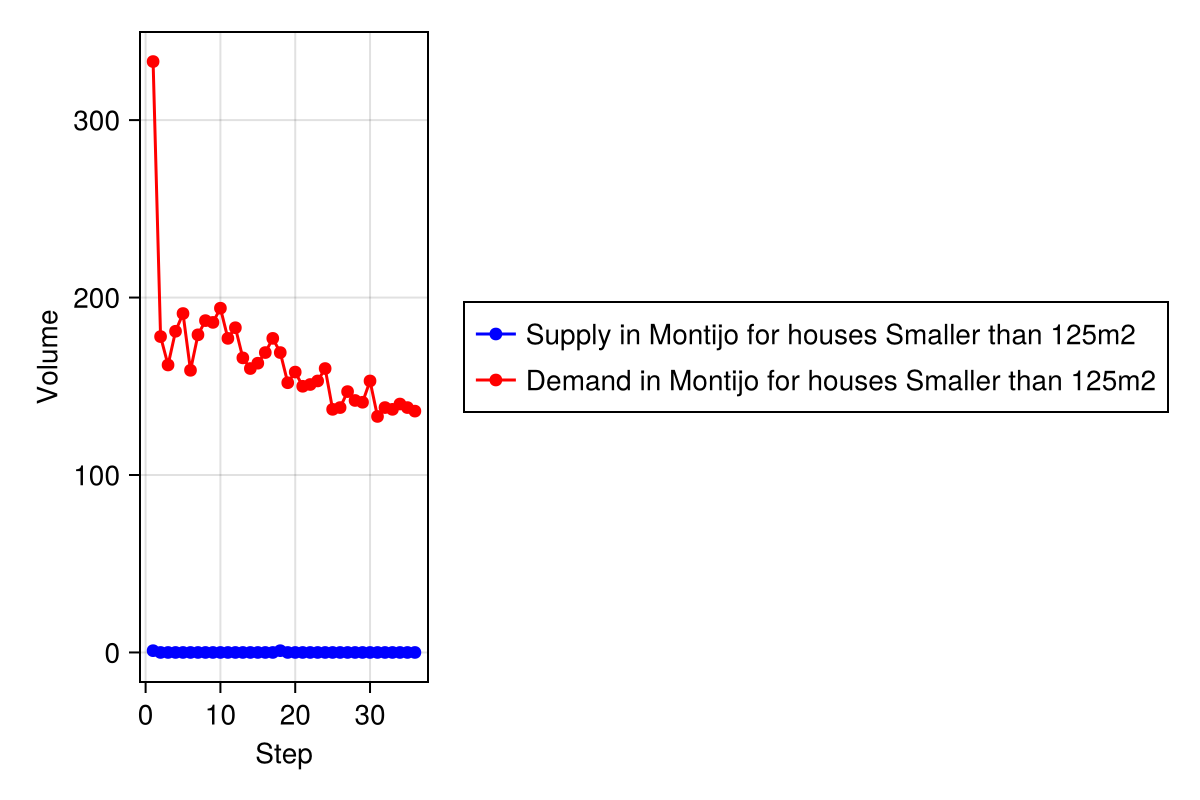 Volume
300
200
100
0
0 10 20 30
Step
Supply in Montijo for houses Smaller than 125m2
Demand in Montijo for houses Smaller than 125m2